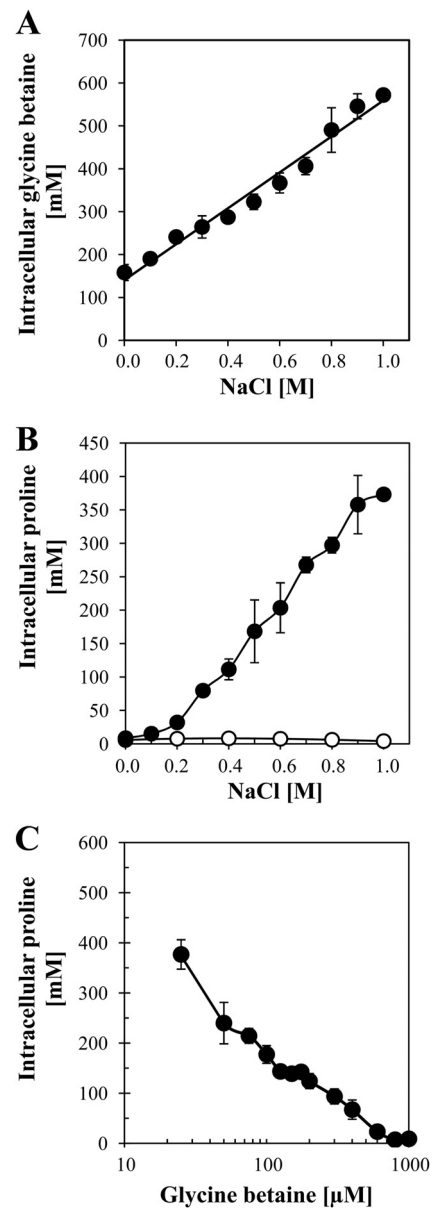 A
700
600
500
400
300
200
100
0
Intracellular glycine betaine
[mM]
0.0 0.2 0.4 0.6 0.8 1.0
NaCl [M]
B
450
400
350
300
250
200
150
100
50
0
Intracellular proline
[mM]
0.0 0.2 0.4 0.6 0.8 1.0
NaCl [M]
C
600
500
400
300
200
100
0
Intracellular proline
[mM]
10 100 1000
Glycine betaine [µM]